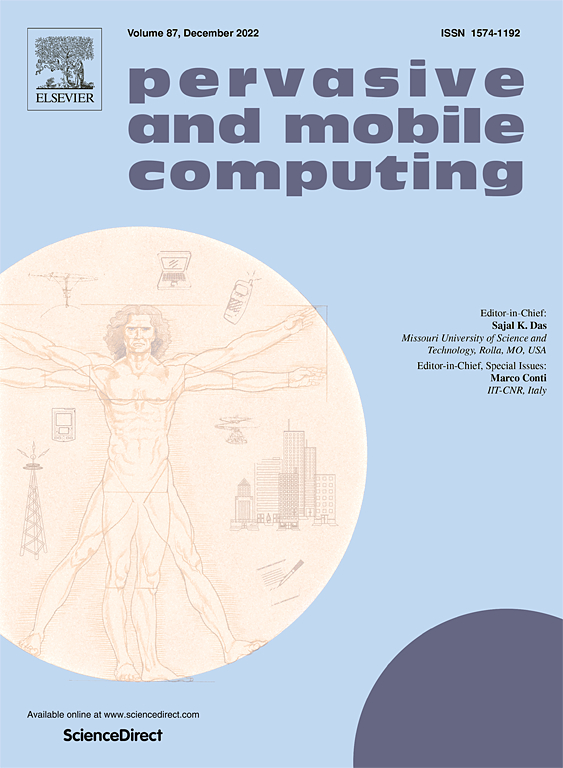 Volume 87, December 2022
ISSN 1574-1192
ELSEVIER
pervasive
and mobile
computing
Editor-in-Chief:
Sajal K. Das
Missouri University of Science and
Technology, Rolla, MO, USA
Editor-in-Chief, Special Issues:
Marco Conti
IIT-CNR, Italy
Available online at www.sciencedirect.com
ScienceDirect